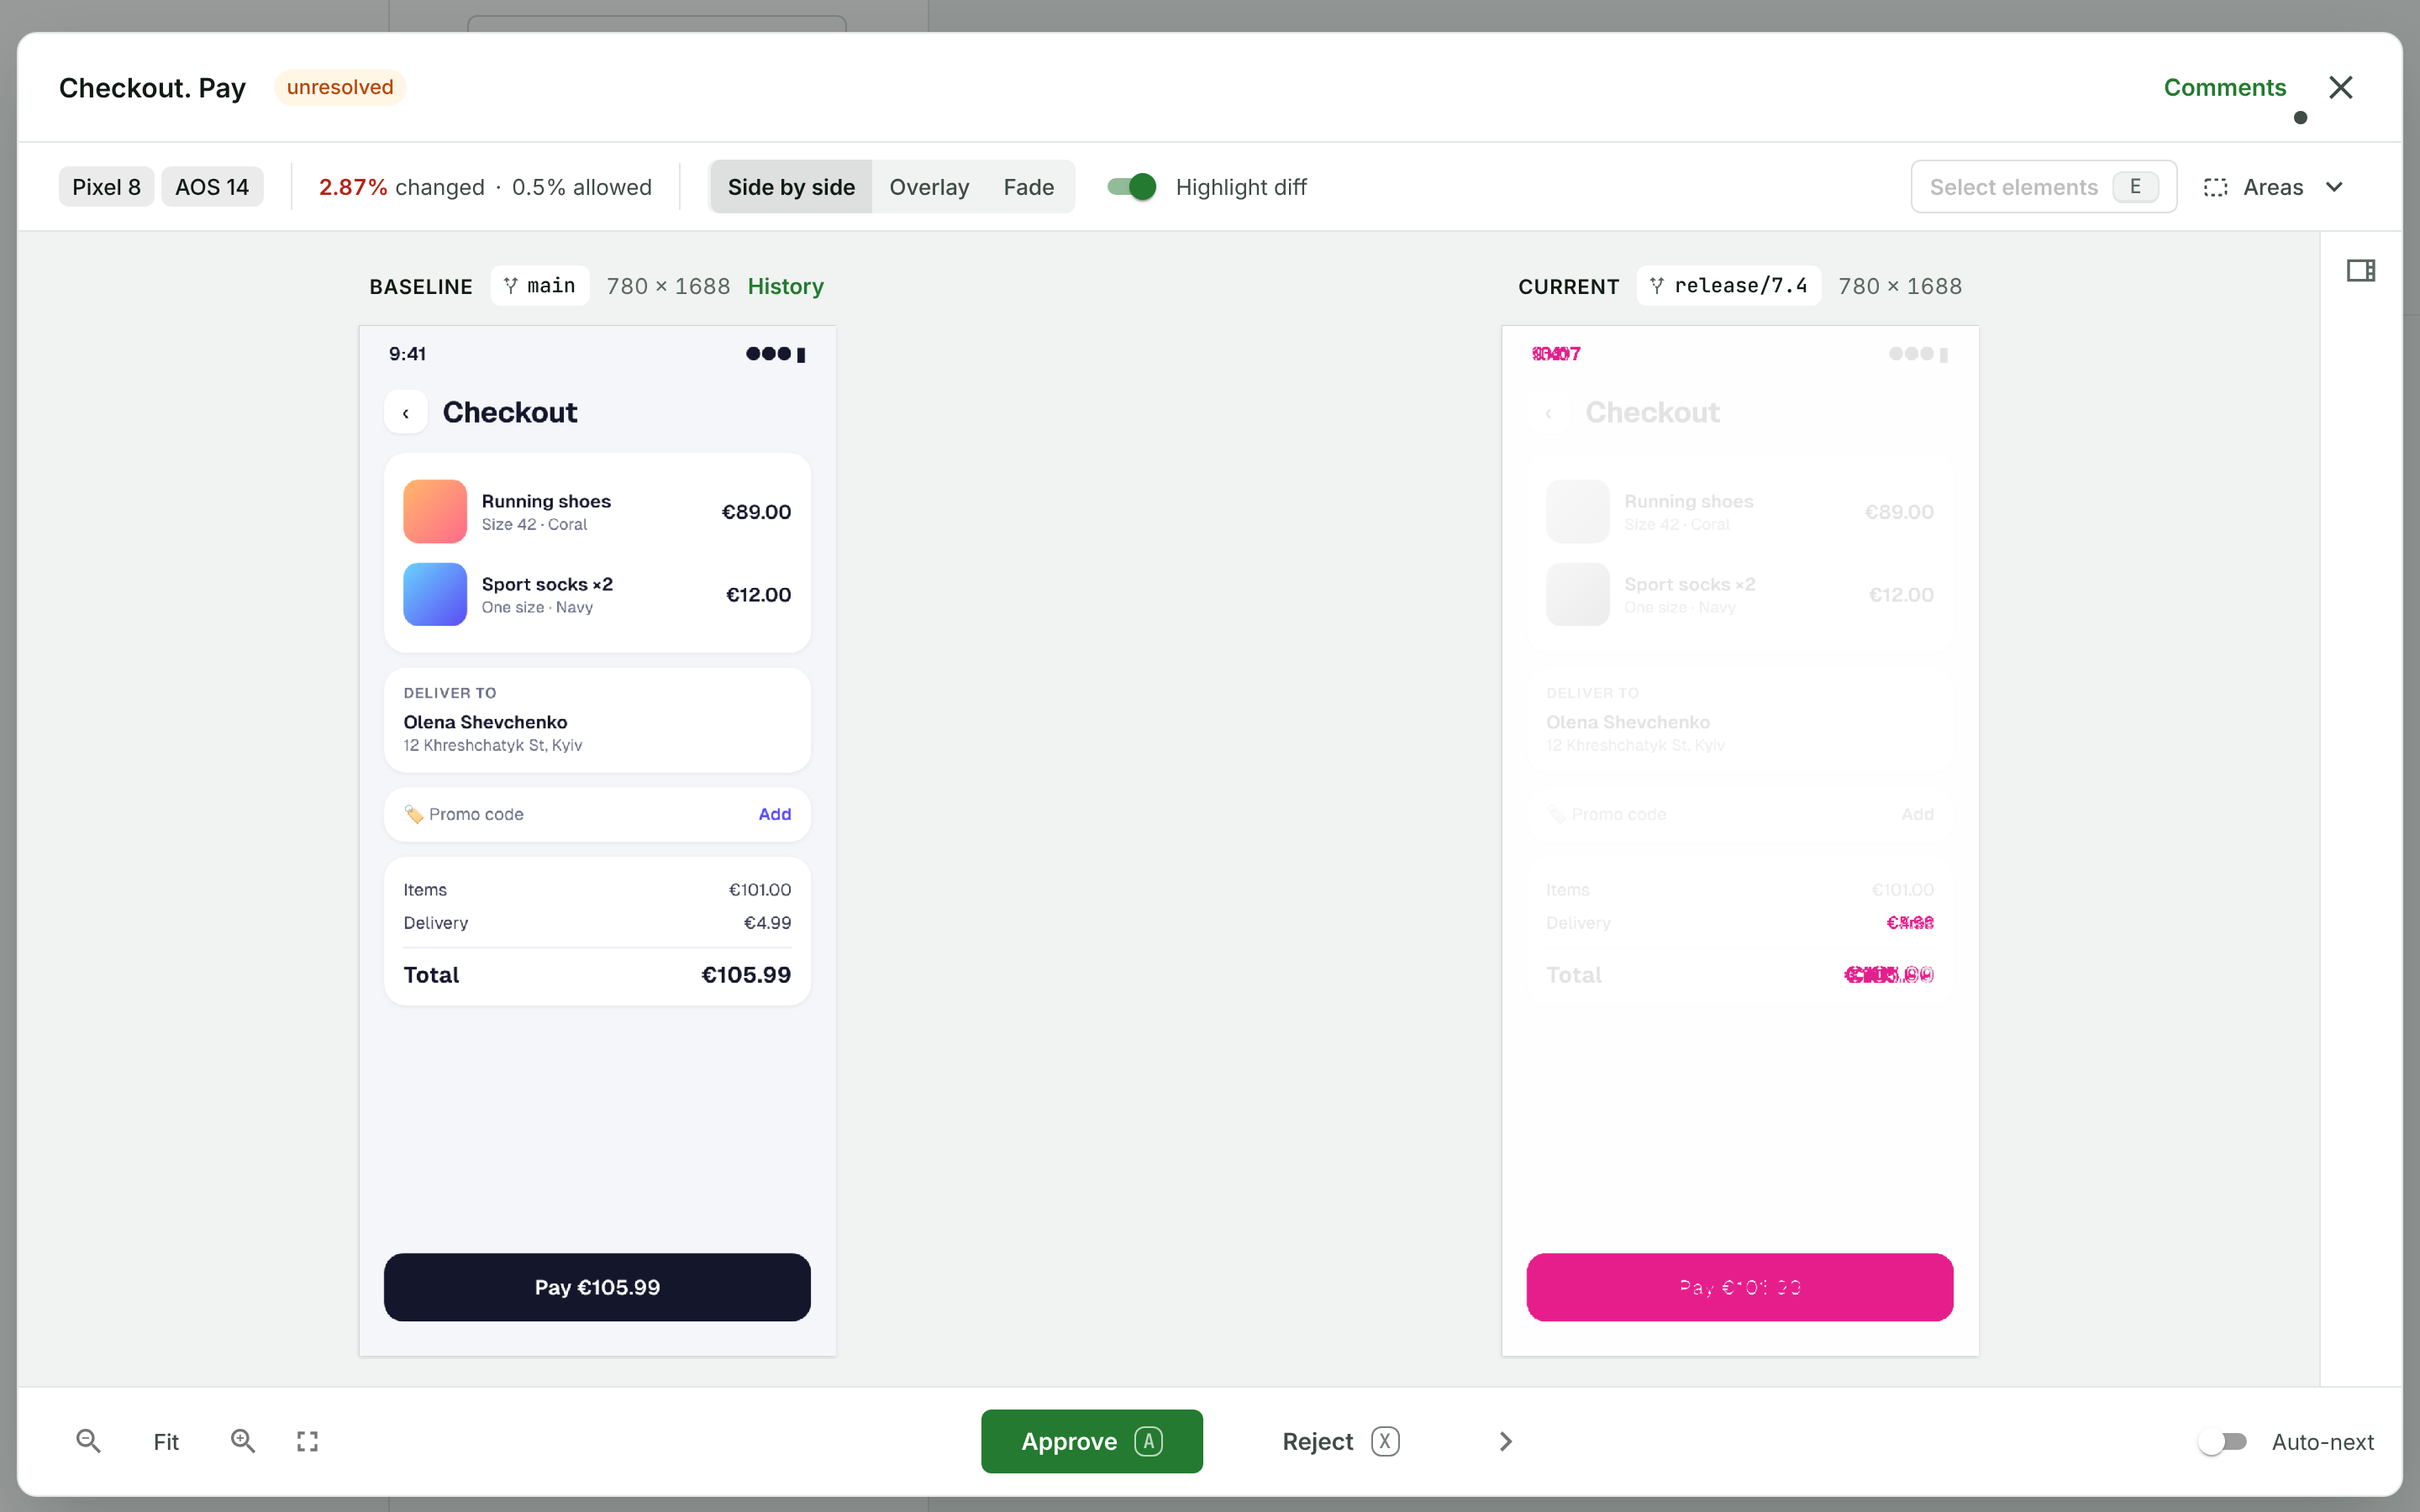 Checkout. Pay unresolved Comments
Pixel 8 AOS 14 2.87% changed · 0.5% allowed Side by side Overlay Fade Highlight diff Select elements E Areas
BASELINE main 780 × 1688 History
9:41
‹ Checkout
Running shoes
Size 42 · Coral
€89.00
Sport socks ×2
One size · Navy
€12.00
DELIVER TO
Olena Shevchenko
12 Khreshchatyk St, Kyiv
🏷️ Promo code Add
Items €101.00
Delivery €4.99
Total €105.99
Pay €105.99
CURRENT release/7.4 780 × 1688
‹ Checkout
Running shoes
Size 42 · Coral
€89.00
Sport socks ×2
One size · Navy
€12.00
DELIVER TO
Olena Shevchenko
12 Khreshchatyk St, Kyiv
🏷️ Promo code Add
Items €101.00
Delivery
Total
Pay
Fit Approve A Reject X Auto-next